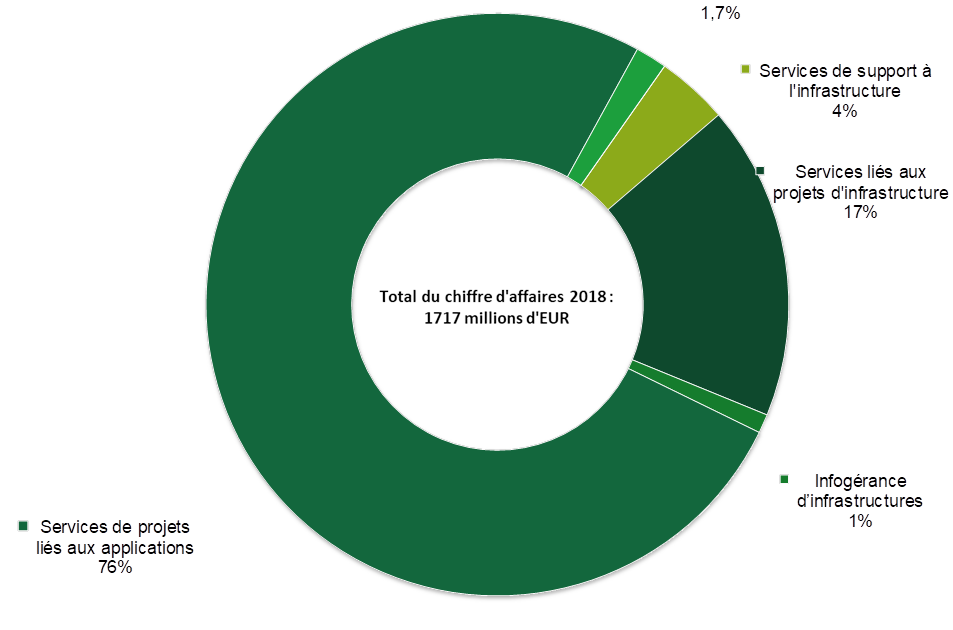 1,7%
Services de support à
l'infrastructure
4%
Services liés aux
projets d'infrastructure
17%
Total du chiffre d'affaires 2018 :
1717 millions d'EUR
Infogérance
d’infrastructures
1%
Services de projets
liés aux applications
76%